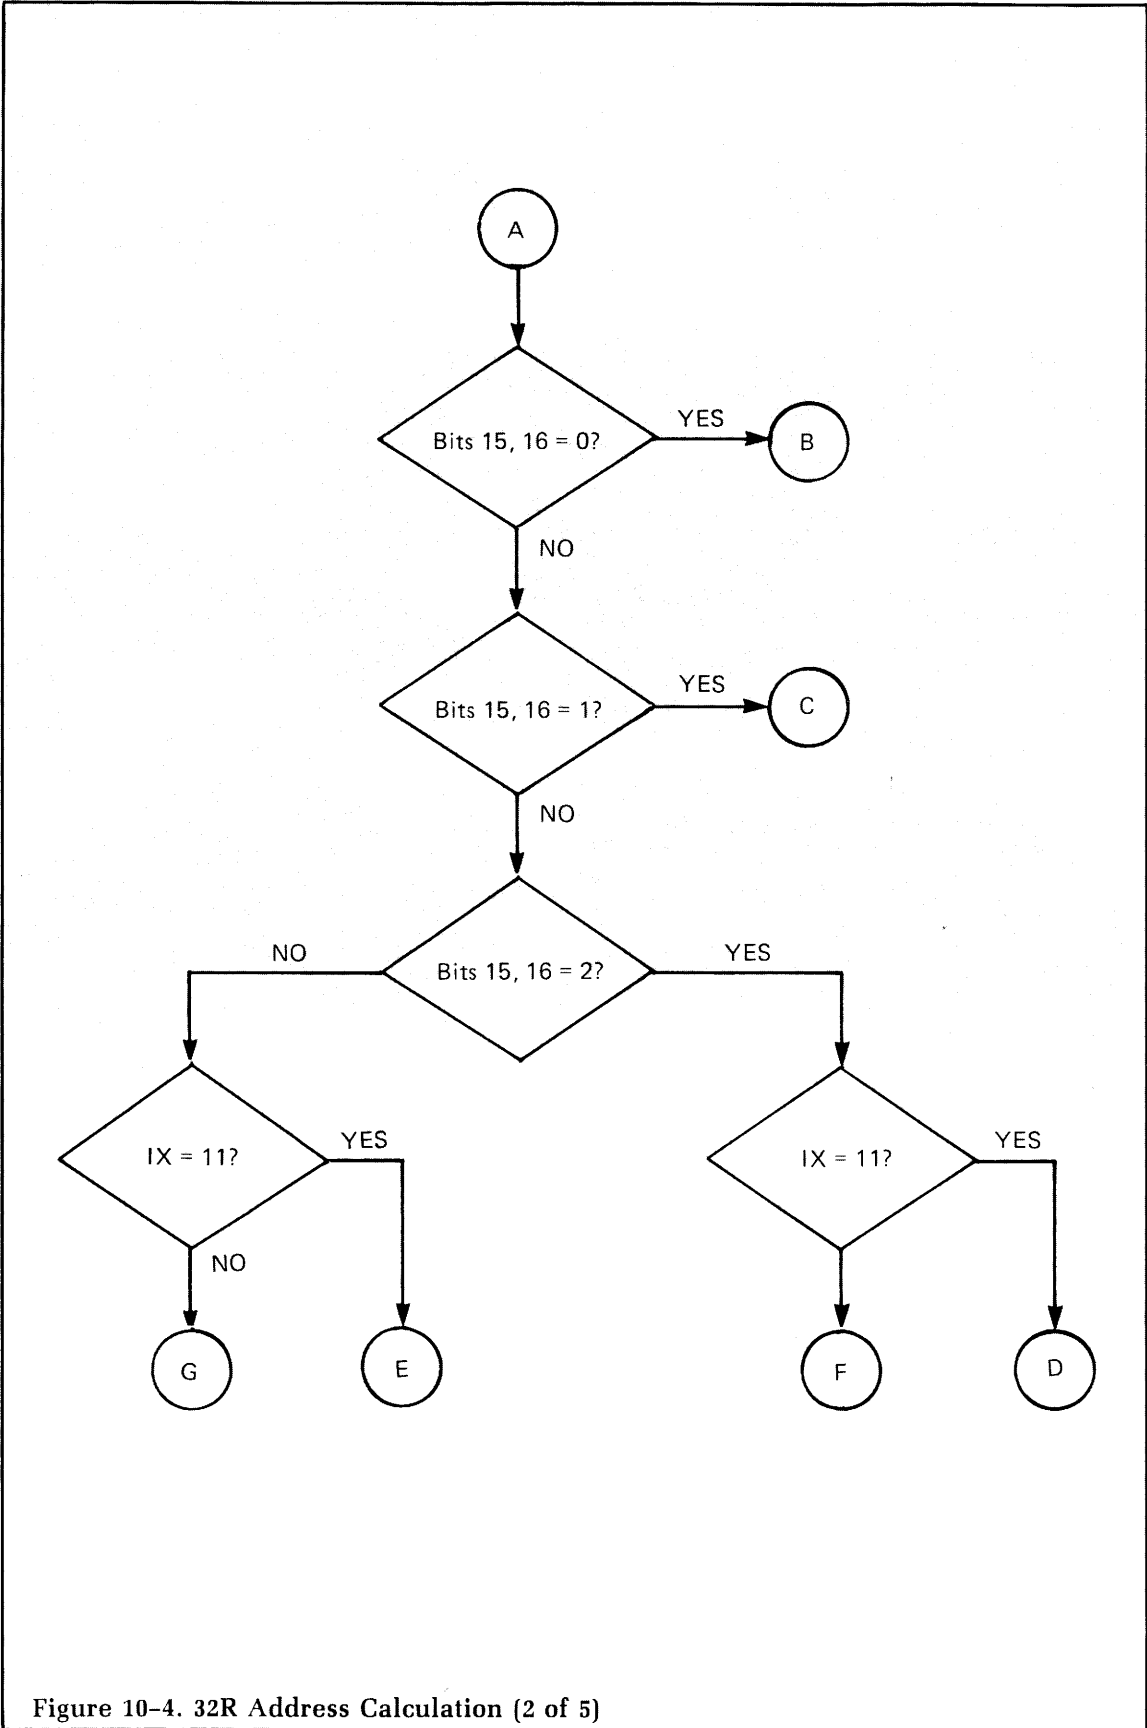 A
Bits 15, 16 = 0?
YES
B
NO
Bits 15, 16 = 1?
YES
C
NO
Bits 15, 16 = 2?
NO
YES
IX = 11?
YES
IX = 11?
YES
NO
G
E
F
D
Figure 10–4. 32R Address Calculation (2 of 5)